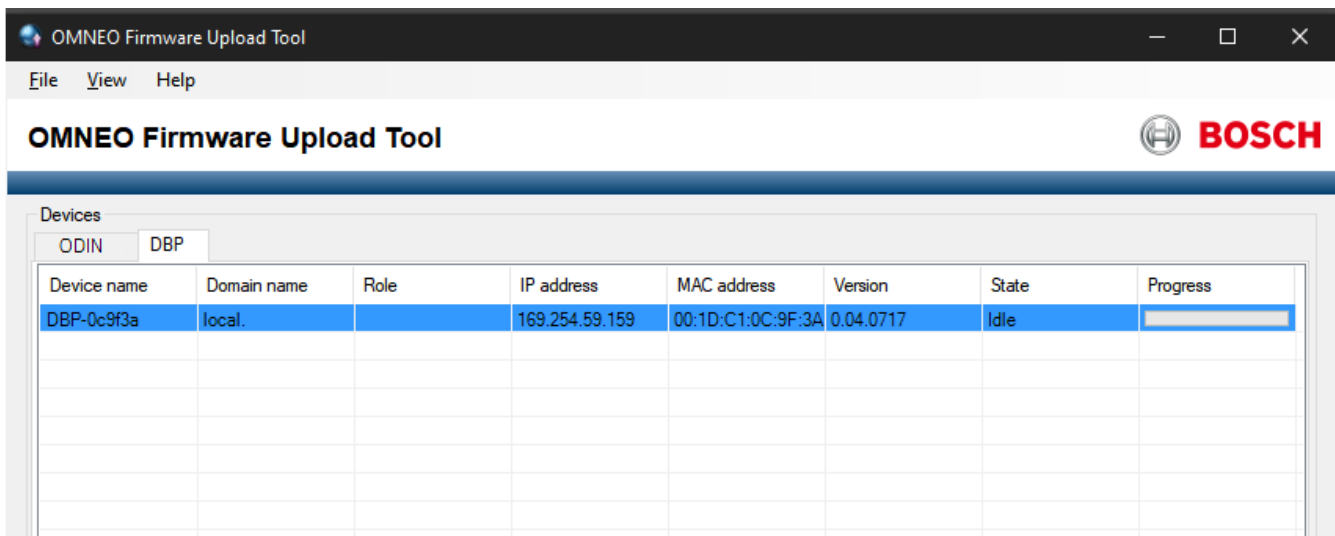 OMNEO Firmware Upload Tool
File View Help
OMNEO Firmware Upload Tool
BOSCH
Devices
ODIN DBP
Device name Domain name Role IP address MAC address Version State Progress
DBP-0c9f3a local. 169.254.59.159 00:1D:C1:0C:9F:3A 0.04.0717 Idle